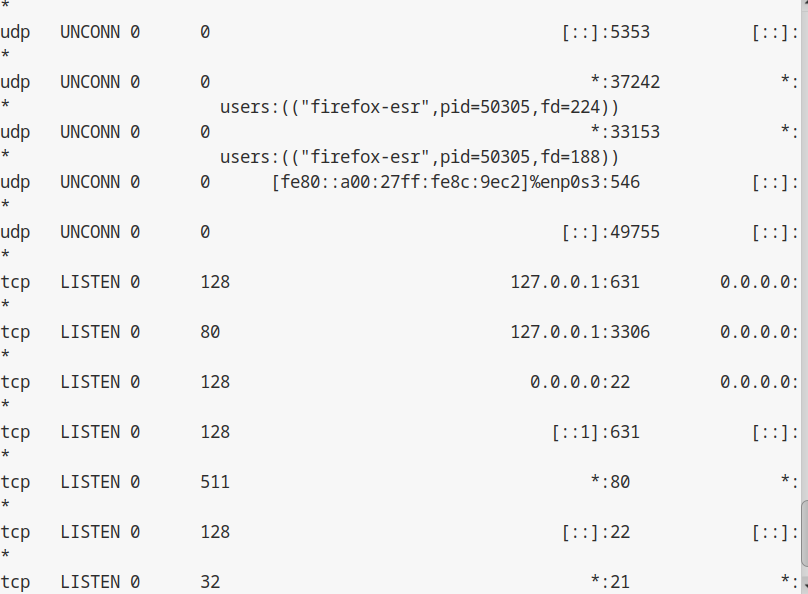 *
udp   UNCONN 0      0                                   [::]:5353          [::]:
*
udp   UNCONN 0      0                                      *:37242            *:
*                     users:(("firefox-esr",pid=50305,fd=224))
udp   UNCONN 0      0                                      *:33153            *:
*                     users:(("firefox-esr",pid=50305,fd=188))
udp   UNCONN 0      0      [fe80::a00:27ff:fe8c:9ec2]%enp0s3:546           [::]:
*
udp   UNCONN 0      0                                   [::]:49755         [::]:
*
tcp   LISTEN 0      128                            127.0.0.1:631        0.0.0.0:
*
tcp   LISTEN 0      80                             127.0.0.1:3306       0.0.0.0:
*
tcp   LISTEN 0      128                              0.0.0.0:22         0.0.0.0:
*
tcp   LISTEN 0      128                                [::1]:631           [::]:
*
tcp   LISTEN 0      511                                    *:80               *:
*
tcp   LISTEN 0      128                                 [::]:22            [::]:
*
tcp   LISTEN 0      32                                     *:21               *: